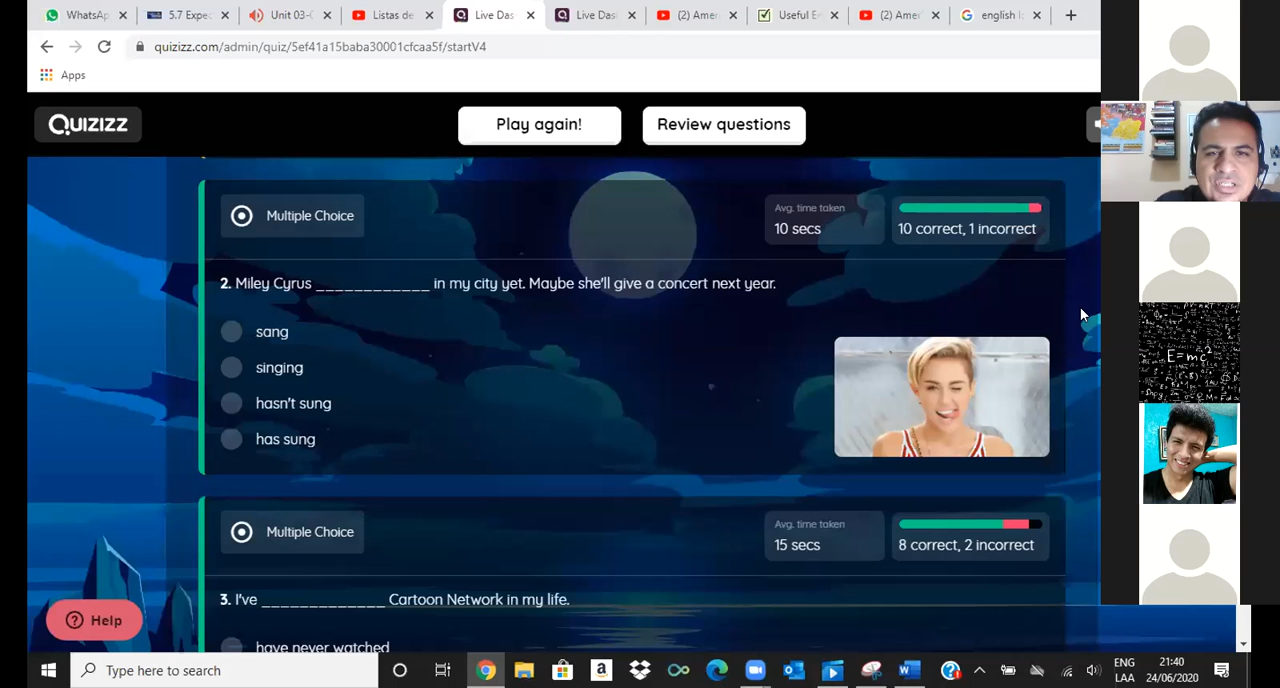 WhatsAp
5.7 Expec
Unit 03-0
Listas de
Live Das
Live Das
(2) Amer
Useful E
(2) Amer
english l
quizizz.com/admin/quiz/5ef41a15baba30001cfcaa5f/startV4
Apps
QUIZIZZ
Play again!
Review questions
Multiple Choice
Avg. time taken
10 secs
10 correct, 1 incorrect
2. Miley Cyrus ____________ in my city yet. Maybe she'll give a concert next year.
sang
singing
hasn't sung
has sung
Multiple Choice
Avg. time taken
15 secs
8 correct, 2 incorrect
3. I've _____________ Cartoon Network in my life.
have never watched
Help
E=mc²
Type here to search
ENG
LAA
21:40
24/06/2020